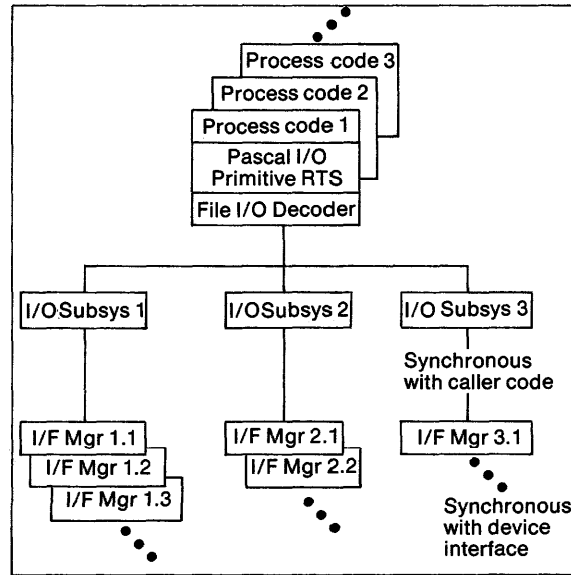 Process code 3
Process code 2
Process code 1
Pascal I/O
Primitive RTS
File I/O Decoder
I/O Subsys 1
I/O Subsys 2
I/O Subsys 3
Synchronous
with caller code
I/F Mgr 1.1
I/F Mgr 1.2
I/F Mgr 1.3
I/F Mgr 2.1
I/F Mgr 2.2
I/F Mgr 3.1
Synchronous
with device
interface